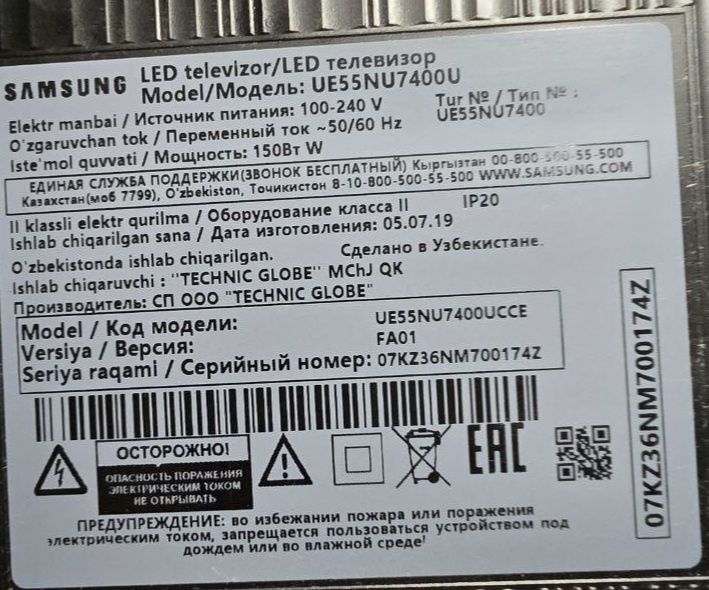 SAMSUNG LED televizor/LED телевизор
Model/Модель: UE55NU7400U
Elektr manbai / Источник питания: 100-240 V
Tur № / Тип № :
O'zgaruvchan tok / Переменный ток ~50/60 Hz
UE55NU7400
Iste'mol quvvati / Мощность: 150Вт W
ЕДИНАЯ СЛУЖБА ПОДДЕРЖКИ(ЗВОНОК БЕСПЛАТНЫЙ) Кыргызтан 00-800-500-55-500
Казахстан(моб 7799), O'zbekiston, Точикистон 8-10-800-500-55-500 WWW.SAMSUNG.COM
II klassli elektr qurilma / Оборудование класса II IP20
Ishlab chiqarilgan sana / Дата изготовления: 05.07.19
O'zbekistonda ishlab chiqarilgan. Сделано в Узбекистане.
Ishlab chiqaruvchi : "TECHNIC GLOBE" MChJ QK
Производитель: СП ООО "TECHNIC GLOBE"
Model / Код модели: UE55NU7400UCCE
Versiya / Версия: FA01
Seriya raqami / Серийный номер: 07KZ36NM700174Z
07KZ36NM700174Z
ОСТОРОЖНО!
ОПАСНОСТЬ ПОРАЖЕНИЯ
ЭЛЕКТРИЧЕСКИМ ТОКОМ
НЕ ОТКРЫВАТЬ
EAC
ПРЕДУПРЕЖДЕНИЕ: во избежании пожара или поражения
электрическим током, запрещается пользоваться устройством под
дождем или во влажной среде!